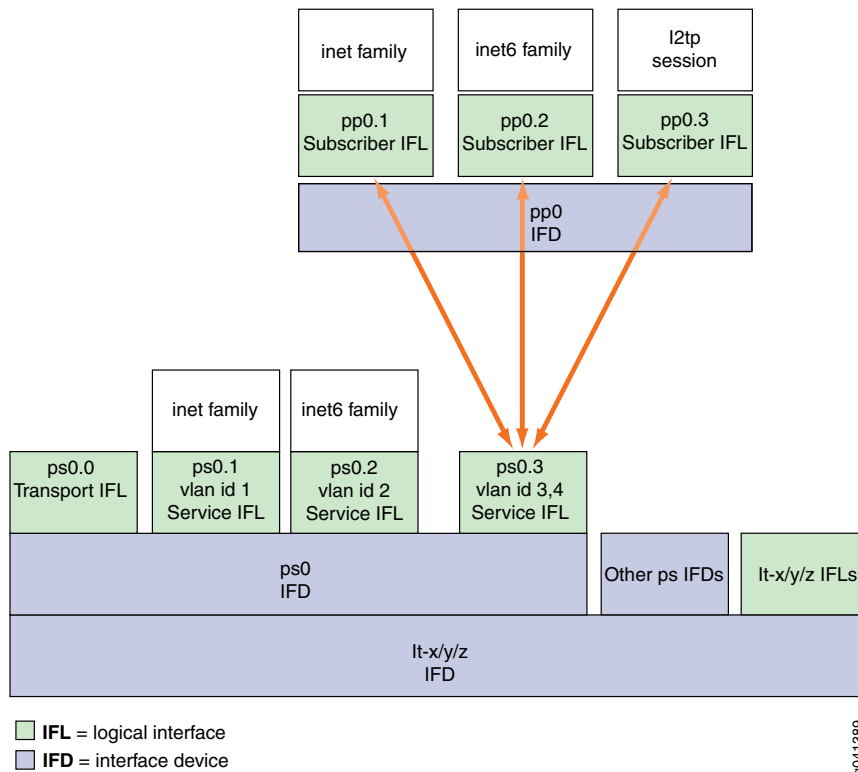 inet family
inet6 family
l2tp
session
pp0.1
Subscriber IFL
pp0.2
Subscriber IFL
pp0.3
Subscriber IFL
pp0
IFD
inet family
inet6 family
ps0.0
Transport IFL
ps0.1
vlan id 1
Service IFL
ps0.2
vlan id 2
Service IFL
ps0.3
vlan id 3,4
Service IFL
ps0
IFD
Other ps IFDs
lt-x/y/z IFLs
lt-x/y/z
IFD
IFL = logical interface
IFD = interface device